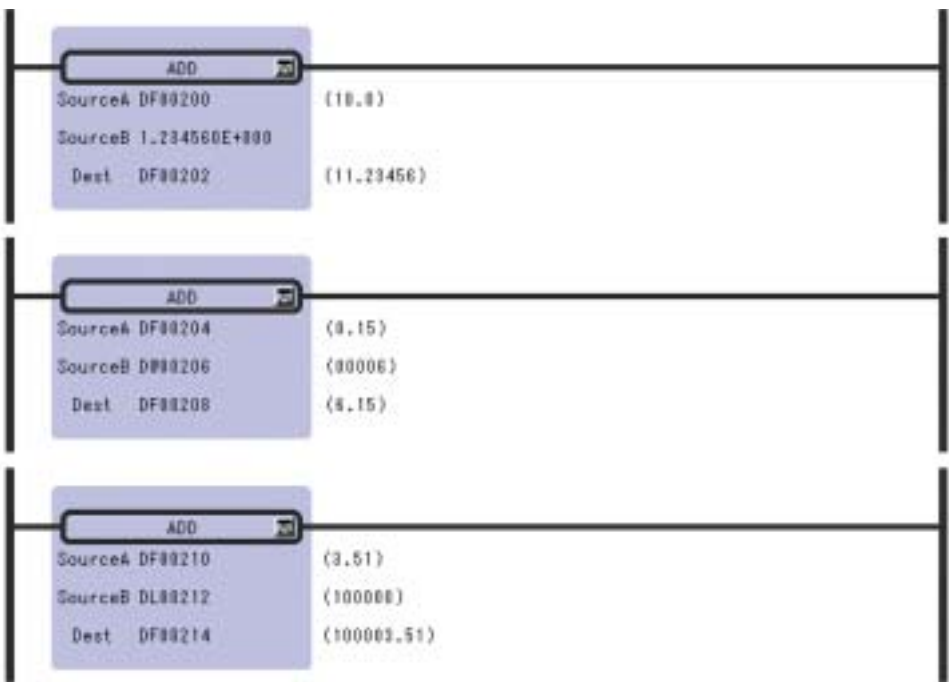 ADD
SourceA DF00200 (10.0)
SourceB 1.234560E+000
Dest DF00202 (11.23456)
ADD
SourceA DF00204 (0.15)
SourceB DW00206 (00006)
Dest DF00208 (6.15)
ADD
SourceA DF00210 (3.51)
SourceB DL00212 (100000)
Dest DF00214 (100003.51)